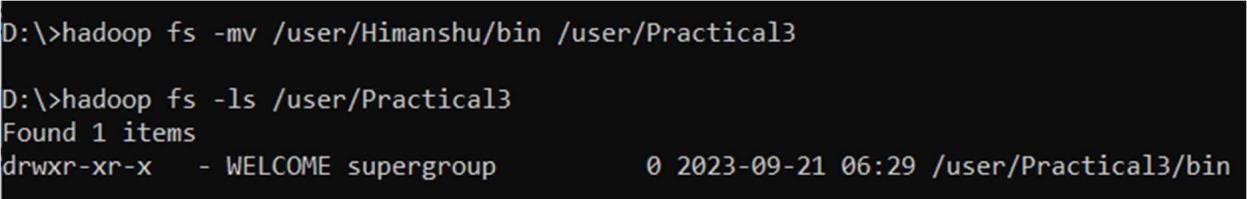 D:\>hadoop fs -mv /user/Himanshu/bin /user/Practical3
D:\>hadoop fs -ls /user/Practical3
Found 1 items
drwxr-xr-x   - WELCOME supergroup          0 2023-09-21 06:29 /user/Practical3/bin